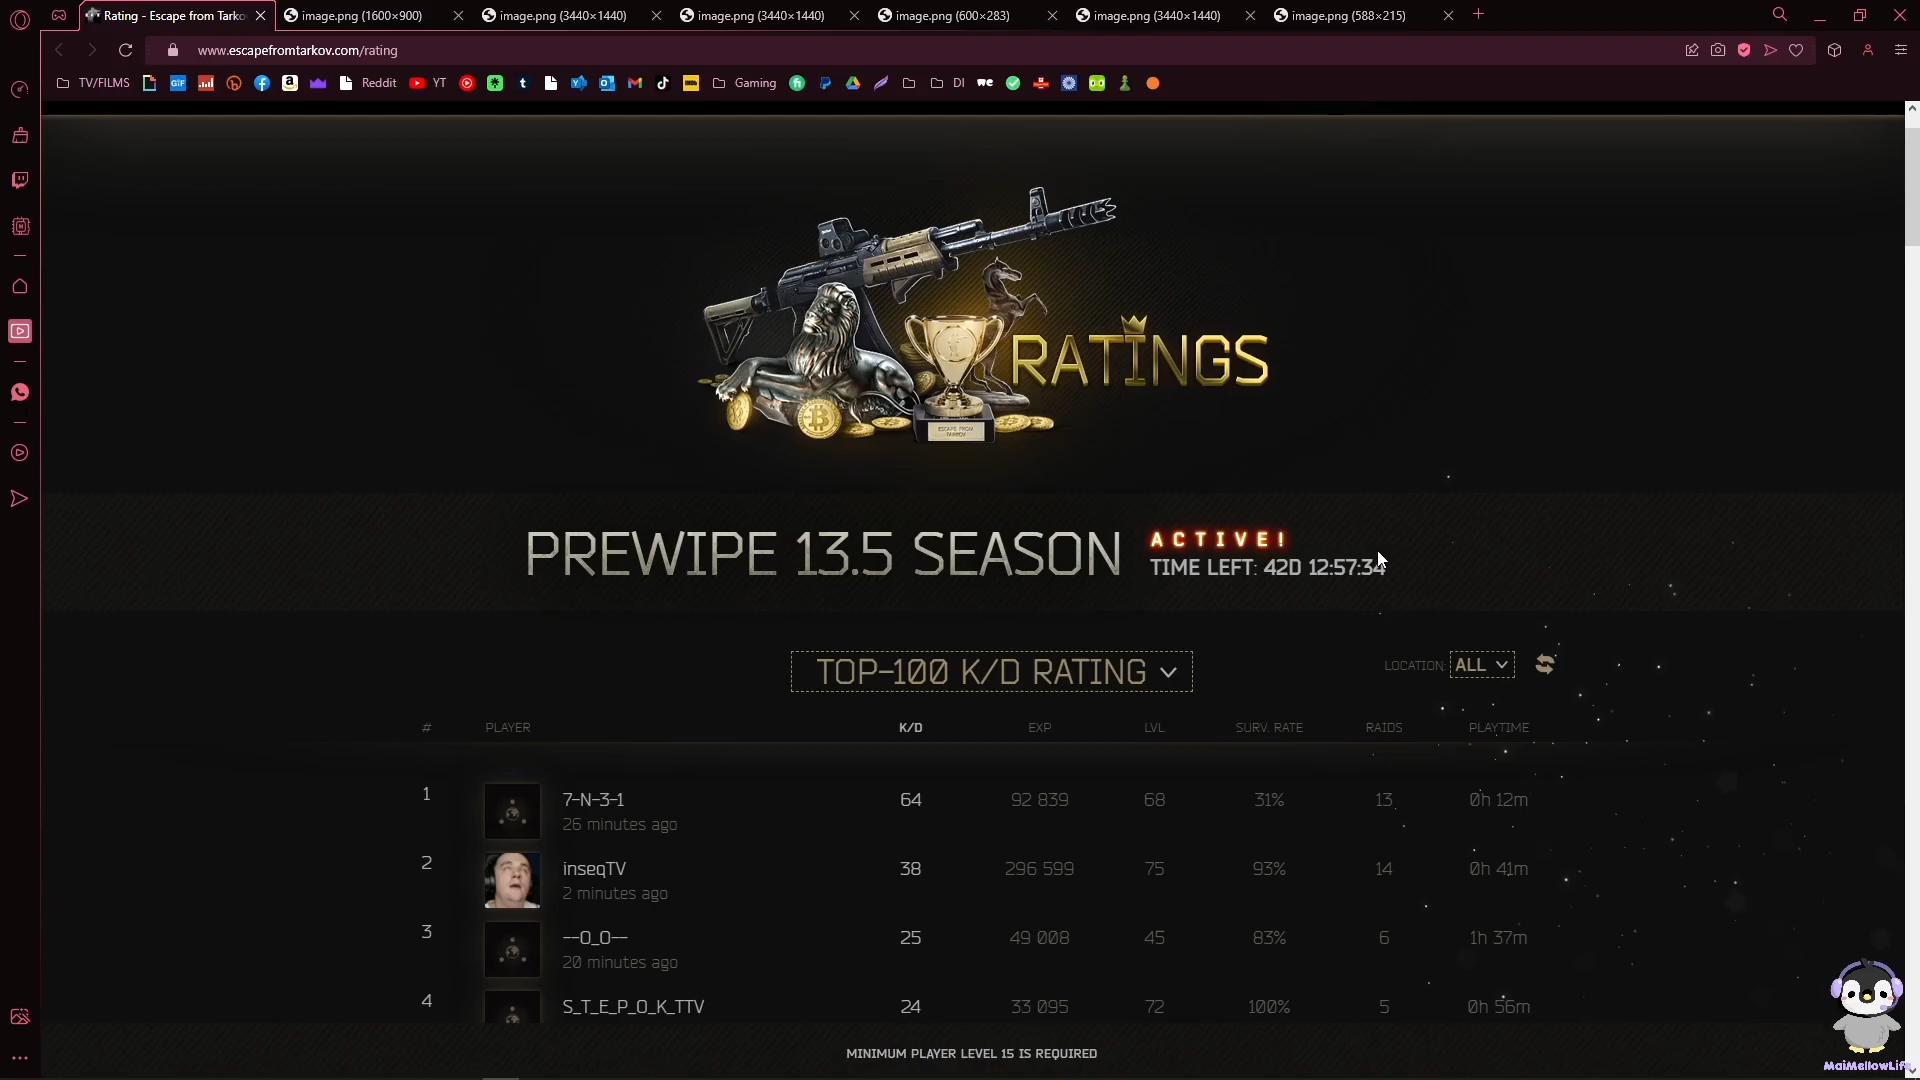 Rating - Escape from Tarko
image.png (1600×900)
image.png (3440×1440)
image.png (3440×1440)
image.png (600×283)
image.png (3440×1440)
image.png (588×215)
www.escapefromtarkov.com/rating
TV/FILMS
GIF
Reddit
YT
Gaming
DI
RATINGS
ESCAPE FROM
TARKOV
PREWIPE 13.5 SEASON
ACTIVE!
TIME LEFT: 42D 12:57:34
TOP-100 K/D RATING
LOCATION: ALL
# PLAYER K/D EXP LVL SURV. RATE RAIDS PLAYTIME
1 7-N-3-1 64 92 839 68 31% 13 0h 12m
26 minutes ago
2 inseqTV 38 296 599 75 93% 14 0h 41m
2 minutes ago
3 --O_O-- 25 49 008 45 83% 6 1h 37m
20 minutes ago
4 S_T_E_P_O_K_TTV 24 33 095 72 100% 5 0h 56m
MINIMUM PLAYER LEVEL 15 IS REQUIRED
MaiMellowLife